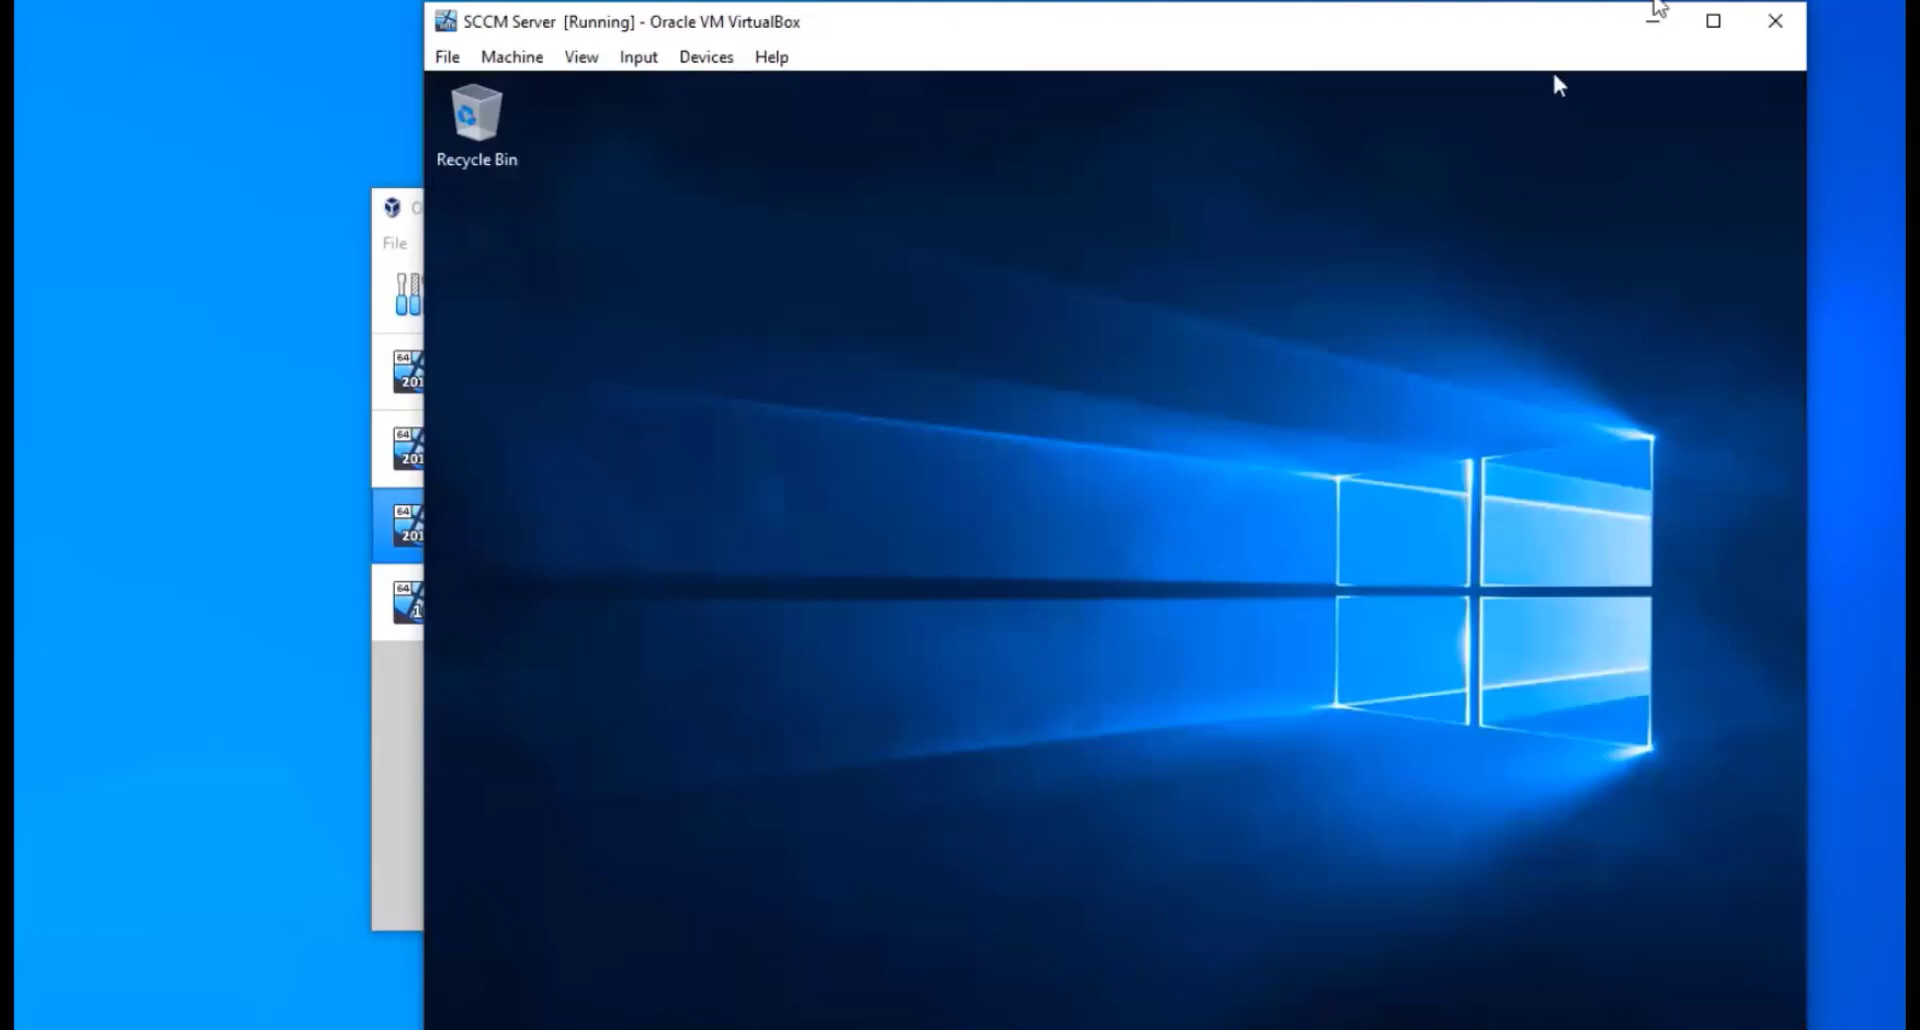 SCCM Server [Running] - Oracle VM VirtualBox
File Machine View Input Devices Help
Recycle Bin
O
File
64
201
64
201
64
201
64
1